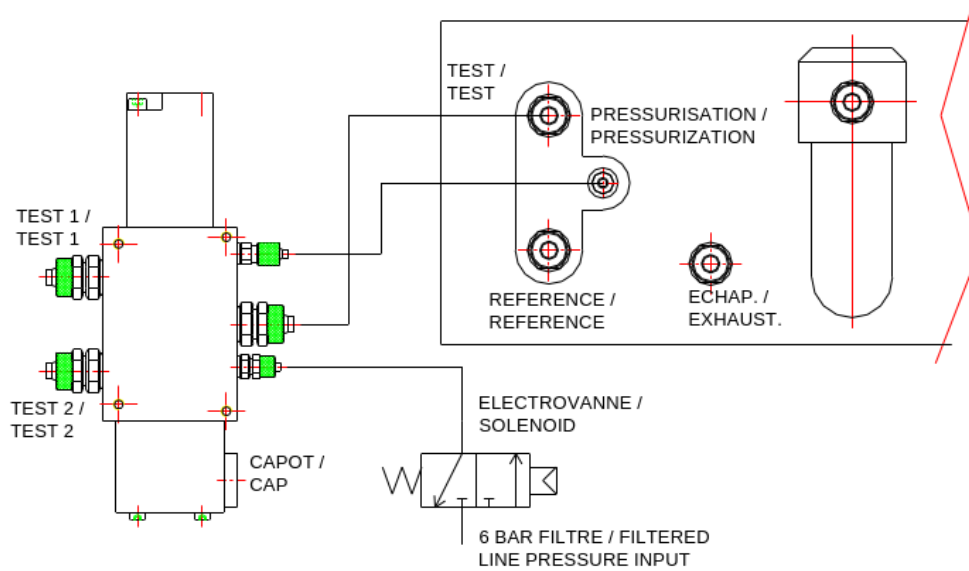 TEST /
TEST
PRESSURISATION /
PRESSURIZATION
TEST 1 /
TEST 1
REFERENCE /
REFERENCE
ECHAP. /
EXHAUST.
TEST 2 /
TEST 2
ELECTROVANNE /
SOLENOID
CAPOT /
CAP
6 BAR FILTRE / FILTERED
LINE PRESSURE INPUT